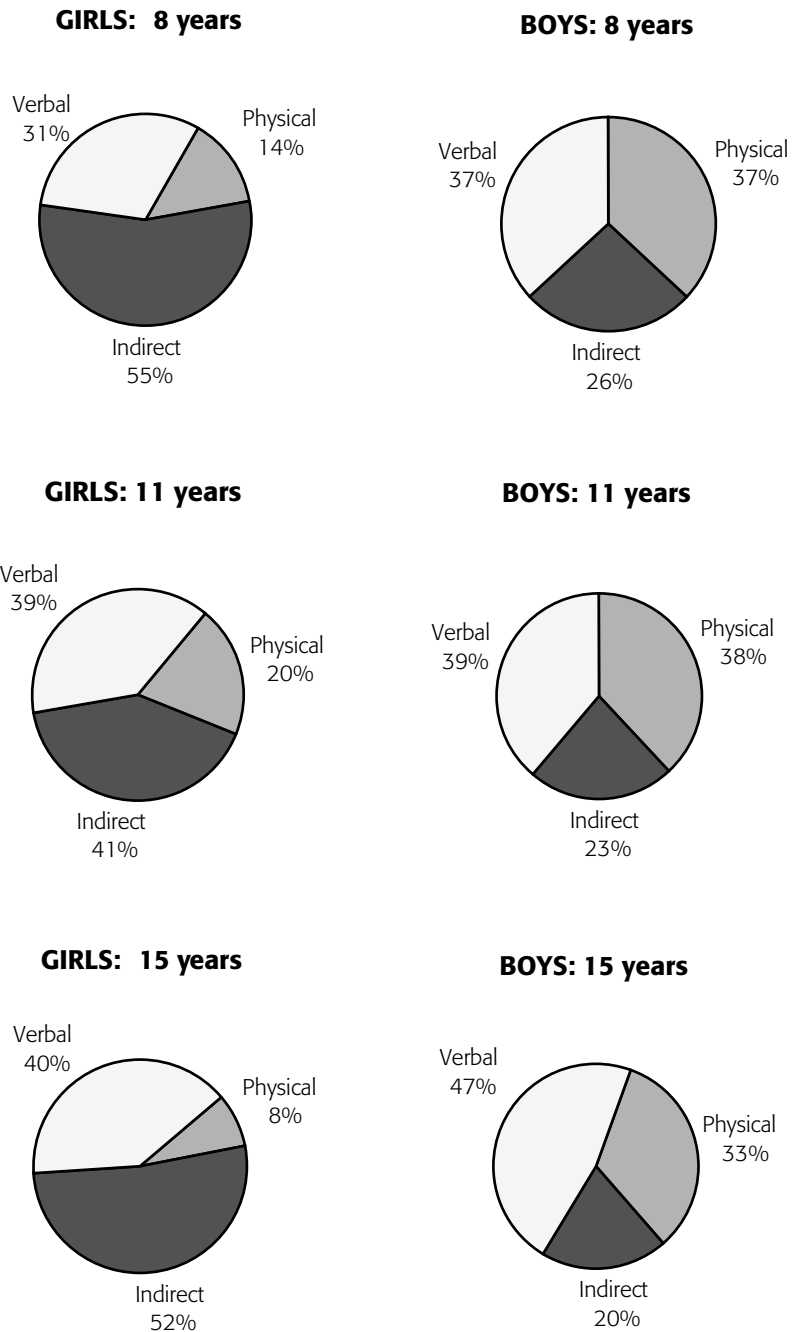 GIRLS: 8 years
BOYS: 8 years
Verbal
31%
Physical
14%
Indirect
55%
Verbal
37%
Physical
37%
Indirect
26%
GIRLS: 11 years
BOYS: 11 years
Verbal
39%
Physical
20%
Indirect
41%
Verbal
39%
Physical
38%
Indirect
23%
GIRLS: 15 years
BOYS: 15 years
Verbal
40%
Physical
8%
Indirect
52%
Verbal
47%
Physical
33%
Indirect
20%